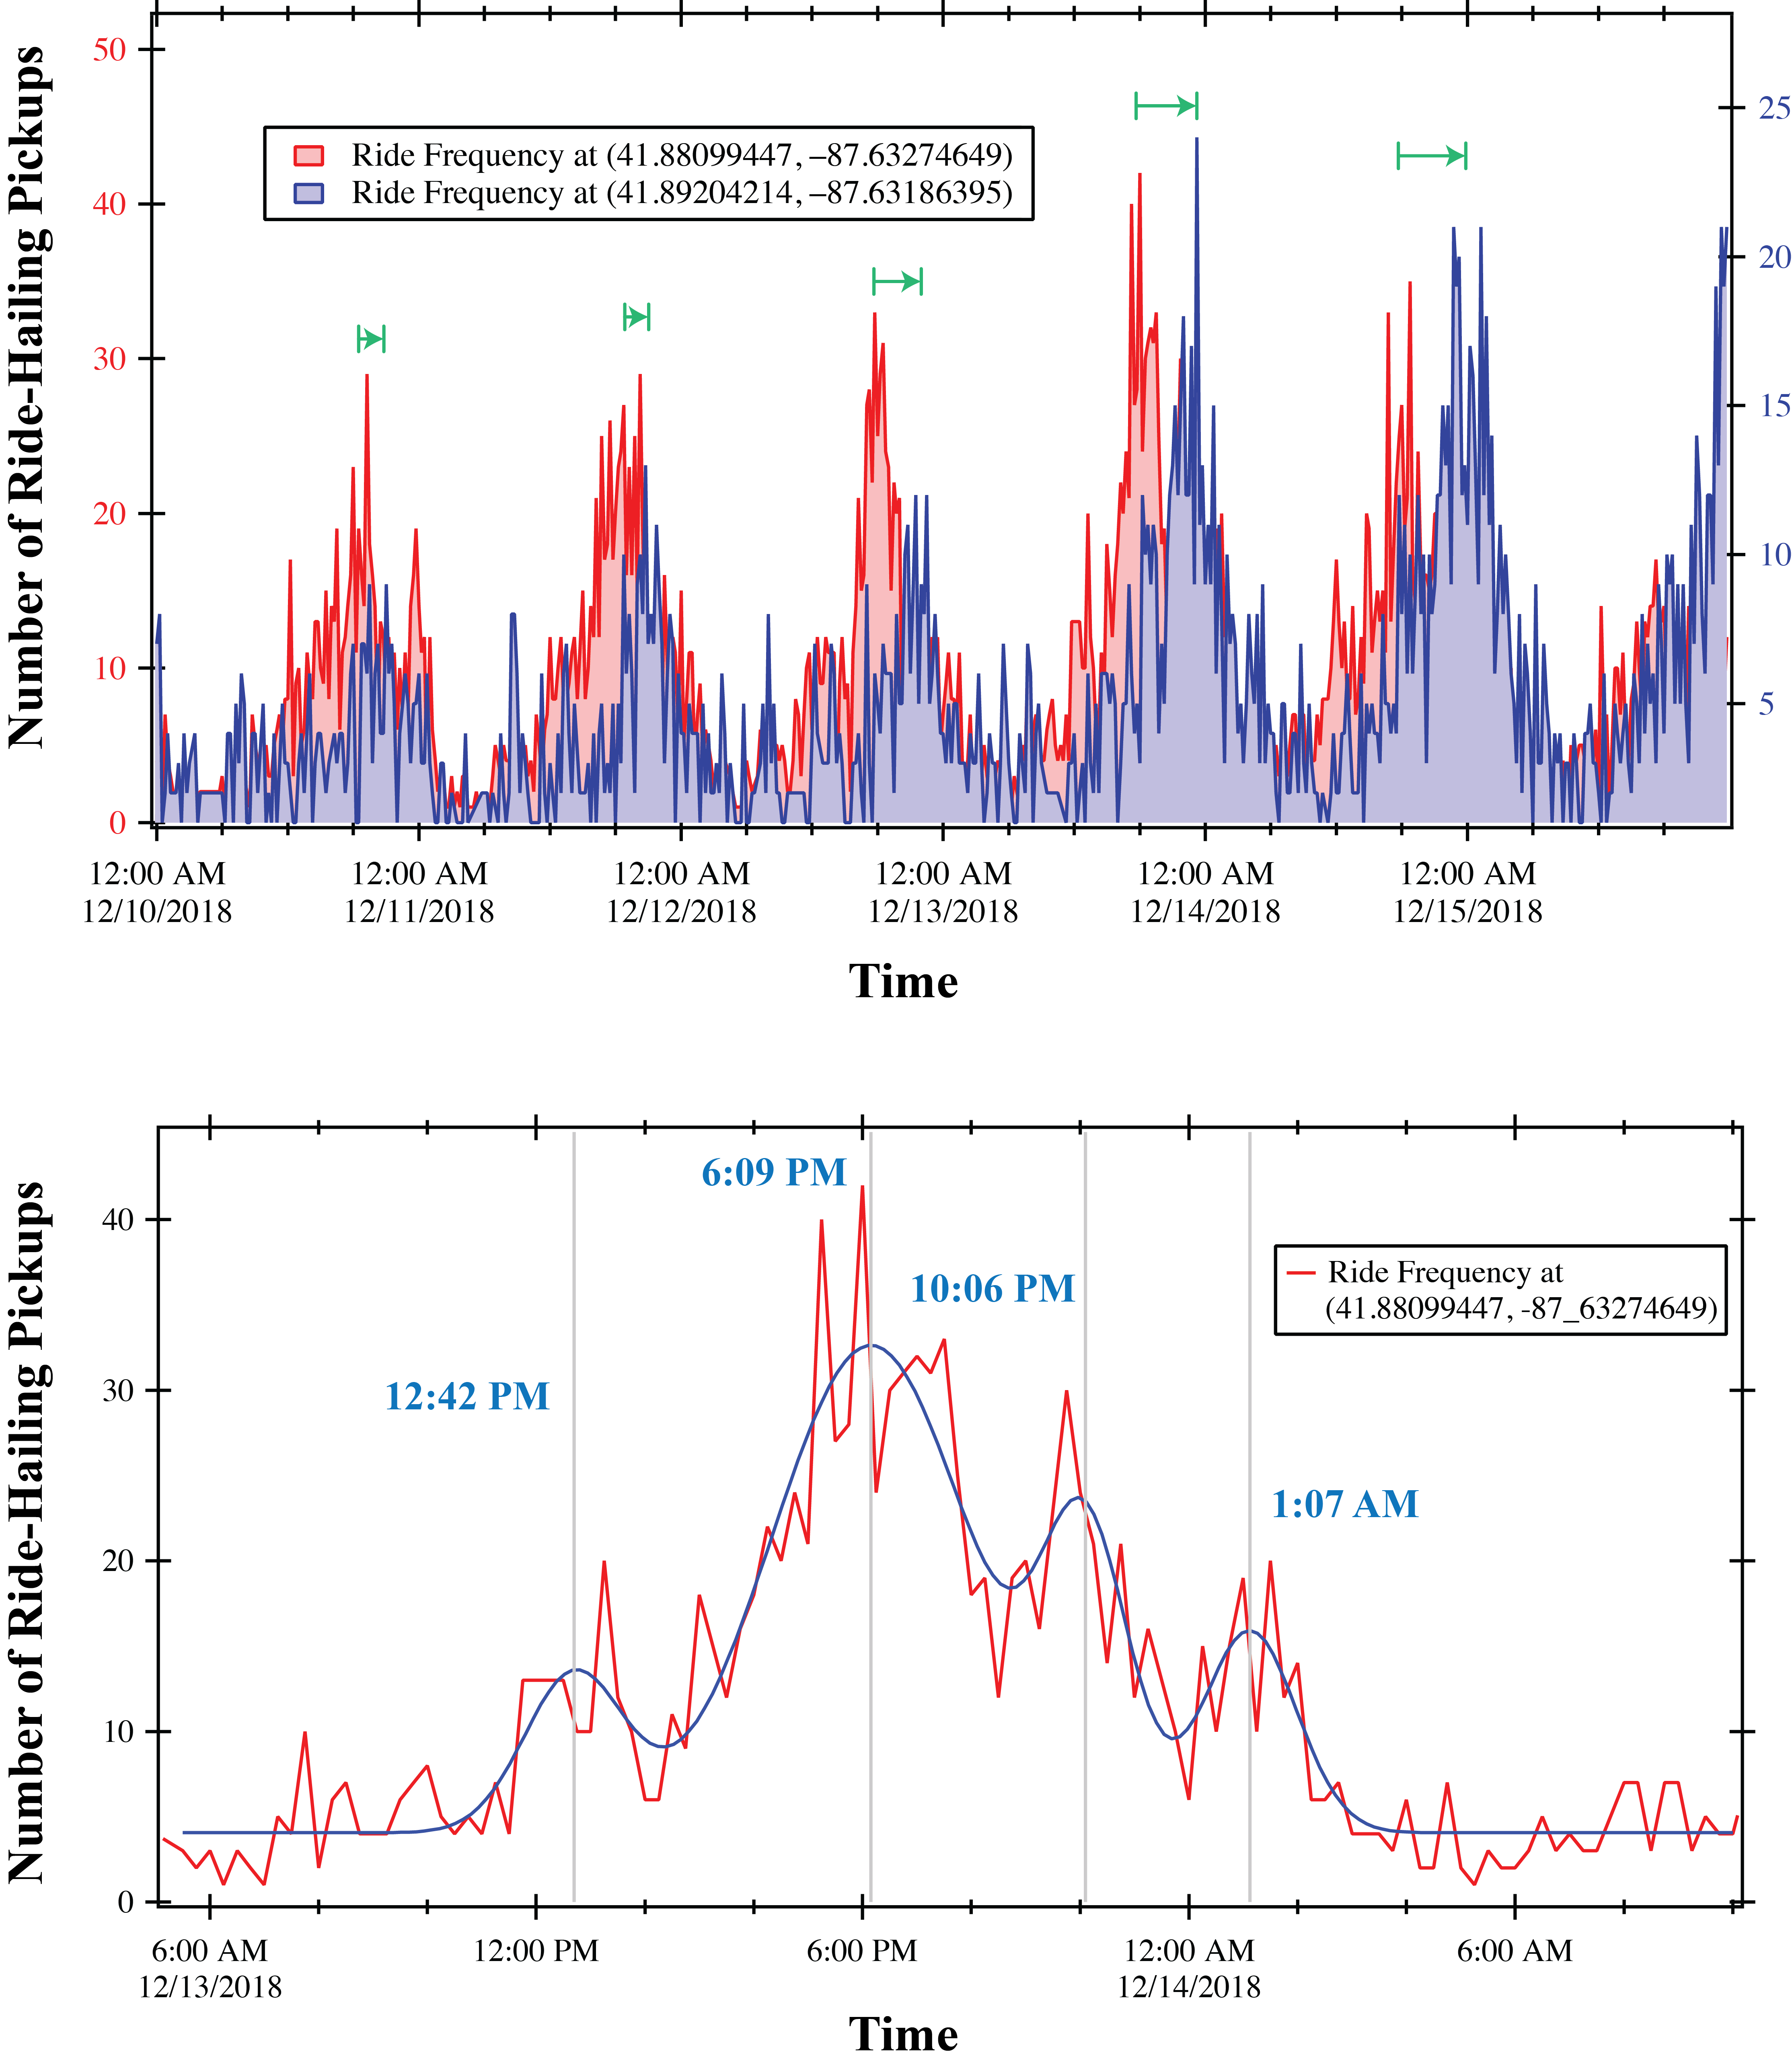 Number of Ride-Hailing Pickups
50
40
30
20
10
0
25
20
15
10
5
Ride Frequency at (41.88099447, –87.63274649)
Ride Frequency at (41.89204214, –87.63186395)
12:00 AM
12/10/2018
12:00 AM
12/11/2018
12:00 AM
12/12/2018
12:00 AM
12/13/2018
12:00 AM
12/14/2018
12:00 AM
12/15/2018
Time
Number of Ride-Hailing Pickups
40
30
20
10
0
12:42 PM
6:09 PM
10:06 PM
1:07 AM
Ride Frequency at
(41.88099447, -87_63274649)
6:00 AM
12/13/2018
12:00 PM
6:00 PM
12:00 AM
12/14/2018
6:00 AM
Time